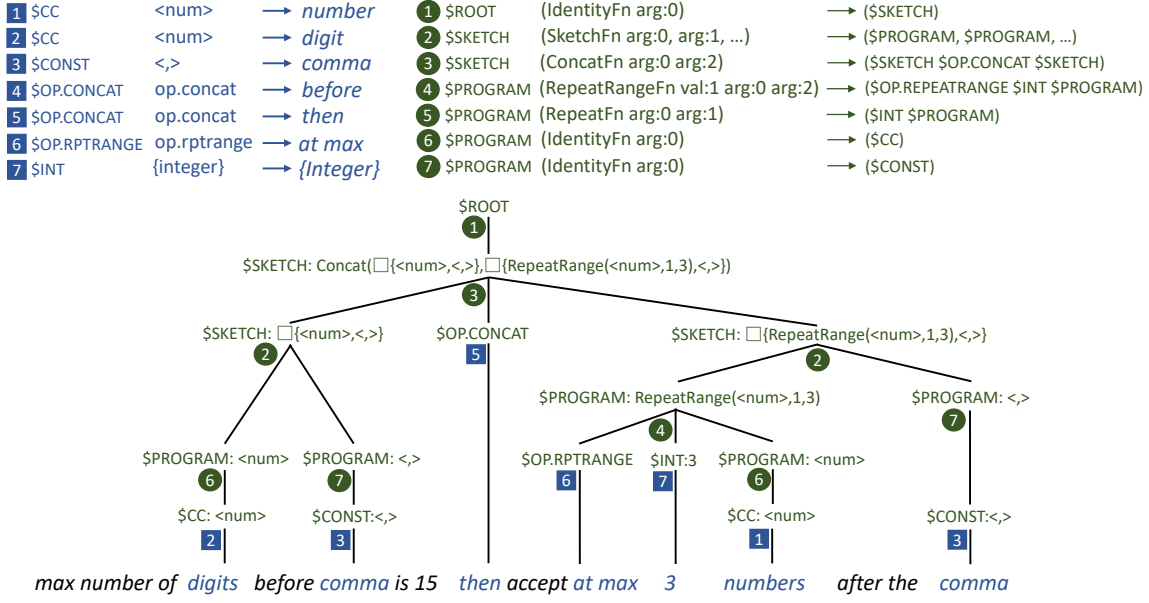 1 $CC <num> → number 1 $ROOT (IdentityFn arg:0) → ($SKETCH)
2 $CC <num> → digit 2 $SKETCH (SketchFn arg:0, arg:1, …) → ($PROGRAM, $PROGRAM, …)
3 $CONST <,> → comma 3 $SKETCH (ConcatFn arg:0 arg:2) → ($SKETCH $OP.CONCAT $SKETCH)
4 $OP.CONCAT op.concat → before 4 $PROGRAM (RepeatRangeFn val:1 arg:0 arg:2) → ($OP.REPEATRANGE $INT $PROGRAM)
5 $OP.CONCAT op.concat → then 5 $PROGRAM (RepeatFn arg:0 arg:1) → ($INT $PROGRAM)
6 $OP.RPTRANGE op.rptrange → at max 6 $PROGRAM (IdentityFn arg:0) → ($CC)
7 $INT {integer} → {Integer} 7 $PROGRAM (IdentityFn arg:0) → ($CONST)
$ROOT
1
$SKETCH: Concat(□{<num>,<,>},□{RepeatRange(<num>,1,3),<,>})
3
$SKETCH: □{<num>,<,>} $OP.CONCAT $SKETCH: □{RepeatRange(<num>,1,3),<,>}
2 5 2
$PROGRAM: RepeatRange(<num>,1,3) $PROGRAM: <,>
4 7
$PROGRAM: <num> $PROGRAM: <,> $OP.RPTRANGE $INT:3 $PROGRAM: <num>
6 7 6 7 6
$CC: <num> $CONST:<,> $CC: <num> $CONST:<,>
2 3 1 3
max number of digits before comma is 15 then accept at max 3 numbers after the comma